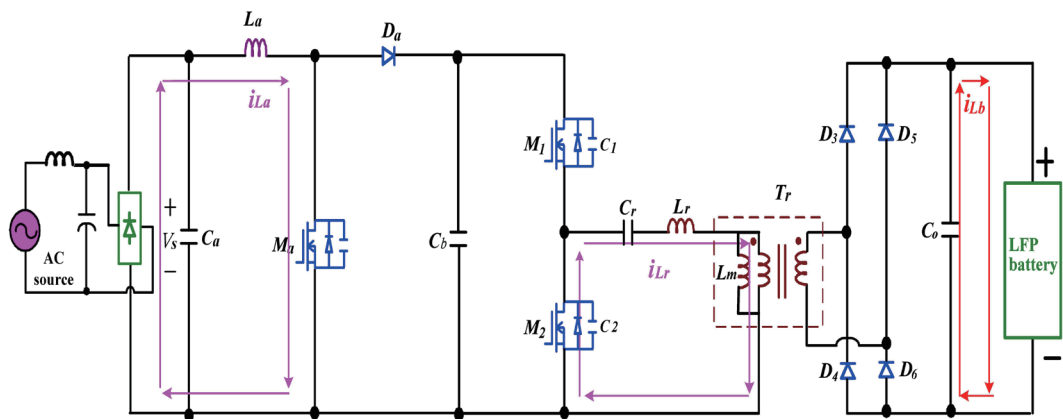 La
Da
iLa
M1
C1
D3
D5
iLb
+
AC
source
+
Vs
−
Ca
Ma
Cb
Cr
Lr
Tr
Lm
iLr
Co
LFP
battery
M2
C2
D4
D6
−